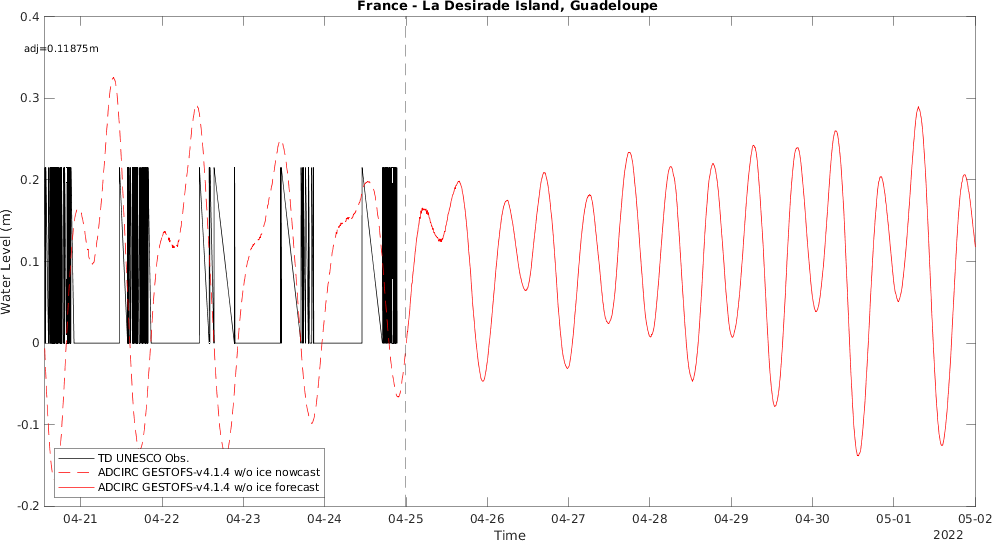 France - La Desirade Island, Guadeloupe
adj=0.11875m
0.4
0.3
0.2
0.1
0
-0.1
-0.2
Water Level (m)
TD UNESCO Obs.
ADCIRC GESTOFS-v4.1.4 w/o ice nowcast
ADCIRC GESTOFS-v4.1.4 w/o ice forecast
04-21 04-22 04-23 04-24 04-25 04-26 04-27 04-28 04-29 04-30 05-01 05-02
Time
2022